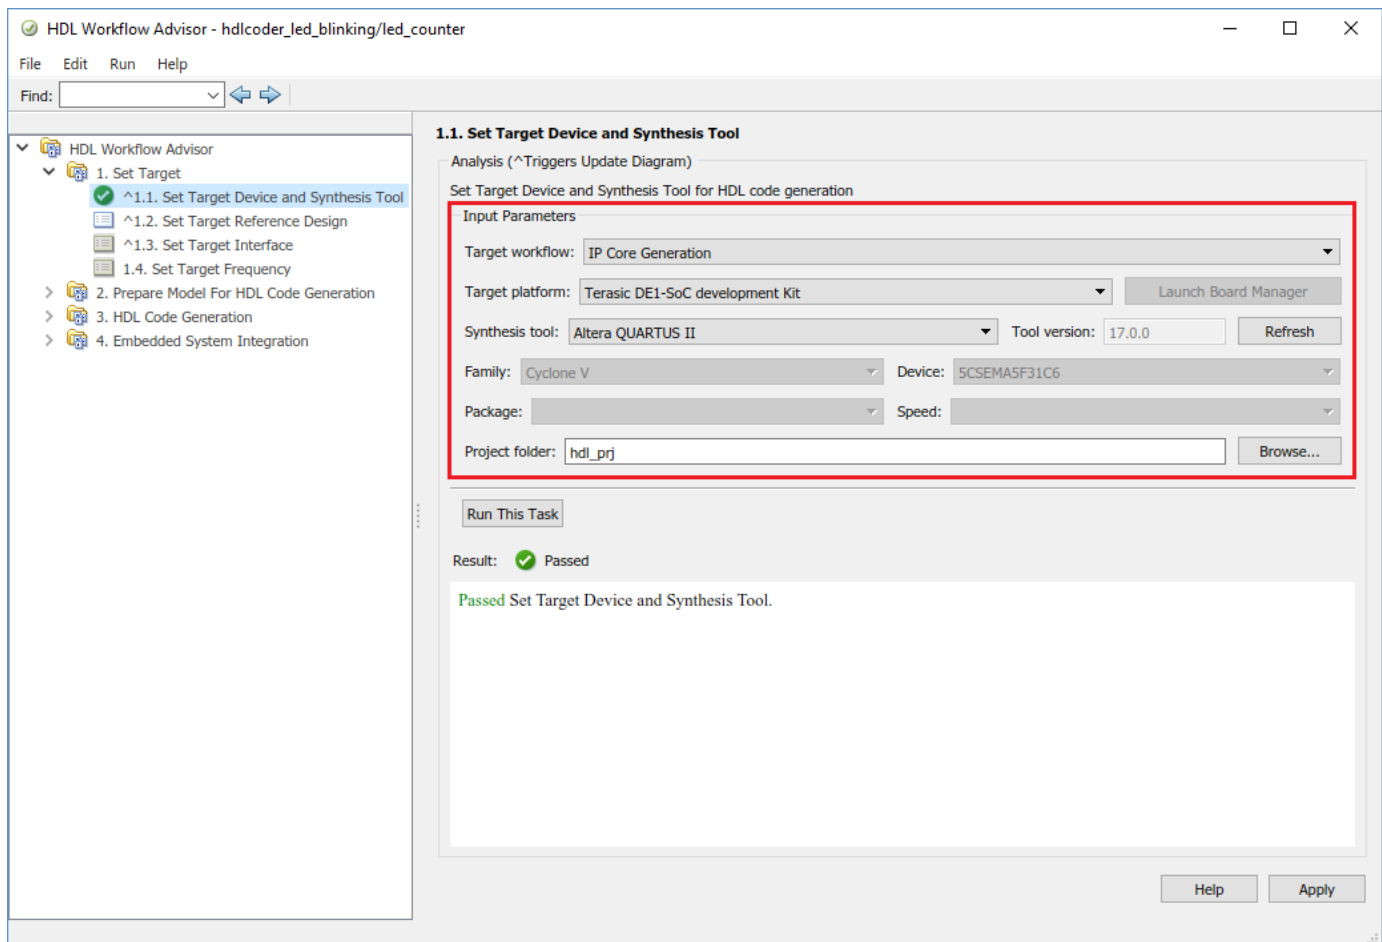 HDL Workflow Advisor - hdlcoder_led_blinking/led_counter
File Edit Run Help
Find:
HDL Workflow Advisor
1. Set Target
^1.1. Set Target Device and Synthesis Tool
^1.2. Set Target Reference Design
^1.3. Set Target Interface
1.4. Set Target Frequency
2. Prepare Model For HDL Code Generation
3. HDL Code Generation
4. Embedded System Integration
1.1. Set Target Device and Synthesis Tool
Analysis (^Triggers Update Diagram)
Set Target Device and Synthesis Tool for HDL code generation
Input Parameters
Target workflow: IP Core Generation
Target platform: Terasic DE1-SoC development Kit Launch Board Manager
Synthesis tool: Altera QUARTUS II Tool version: 17.0.0 Refresh
Family: Cyclone V Device: 5CSEMA5F31C6
Package: Speed:
Project folder: hdl_prj Browse...
Run This Task
Result: Passed
Passed Set Target Device and Synthesis Tool.
Help Apply